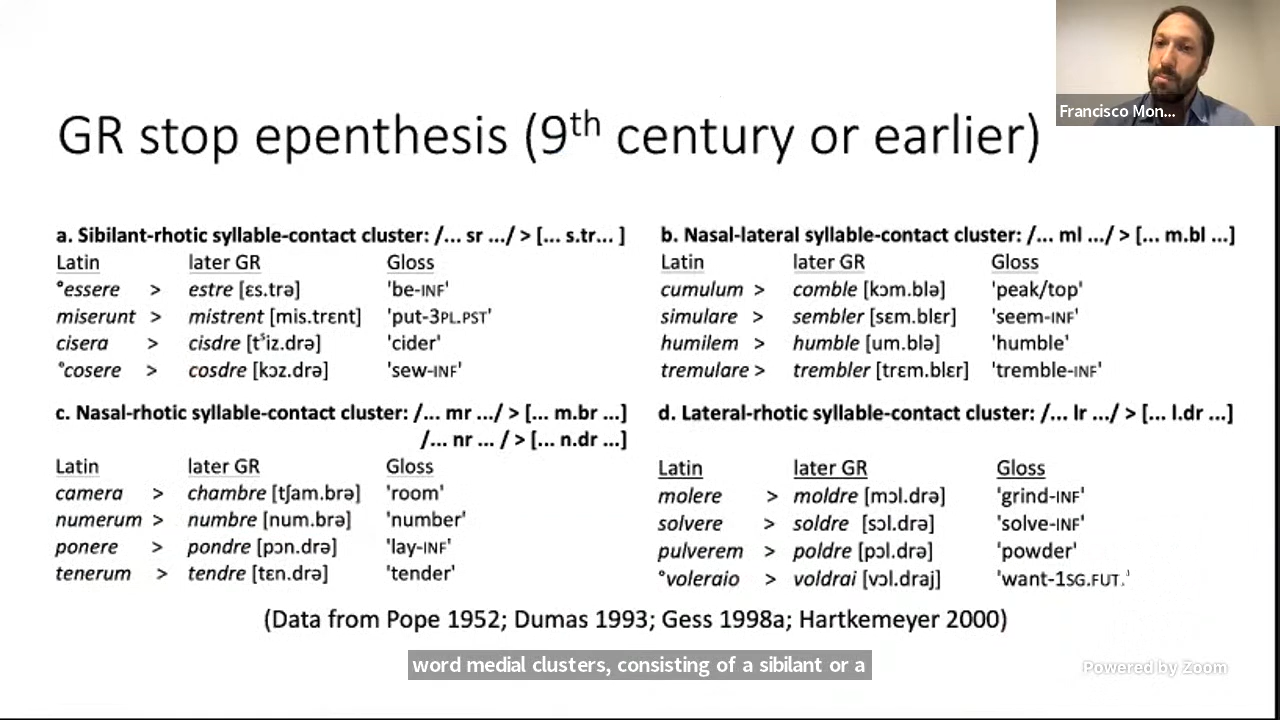 Francisco Mon...
GR stop epenthesis (9th century or earlier)
a. Sibilant-rhotic syllable-contact cluster: /... sr .../ > [... s.tr... ]
Latin later GR Gloss
°essere > estre [ɛs.trə] 'be-INF'
miserunt > mistrent [mis.trɛnt] 'put-3PL.PST'
cisera > cisdre [tˢiz.drə] 'cider'
°cosere > cosdre [kɔz.drə] 'sew-INF'
b. Nasal-lateral syllable-contact cluster: /... ml .../ > [... m.bl ...]
Latin later GR Gloss
cumulum > comble [kɔm.blə] 'peak/top'
simulare > sembler [sɛm.blɛr] 'seem-INF'
humilem > humble [um.blə] 'humble'
tremulare > trembler [trɛm.blɛr] 'tremble-INF'
c. Nasal-rhotic syllable-contact cluster: /... mr .../ > [... m.br ...]
/... nr ... / > [... n.dr ...]
Latin later GR Gloss
camera > chambre [tʃam.brə] 'room'
numerum > numbre [num.brə] 'number'
ponere > pondre [pɔn.drə] 'lay-INF'
tenerum > tendre [tɛn.drə] 'tender'
d. Lateral-rhotic syllable-contact cluster: /... lr .../ > [... l.dr ...]
Latin later GR Gloss
molere > moldre [mɔl.drə] 'grind-INF'
solvere > soldre [sɔl.drə] 'solve-INF'
pulverem > poldre [pɔl.drə] 'powder'
°voleraio > voldrai [vɔl.draj] 'want-1SG.FUT.'
(Data from Pope 1952; Dumas 1993; Gess 1998a; Hartkemeyer 2000)
word medial clusters, consisting of a sibilant or a
Powered by Zoom